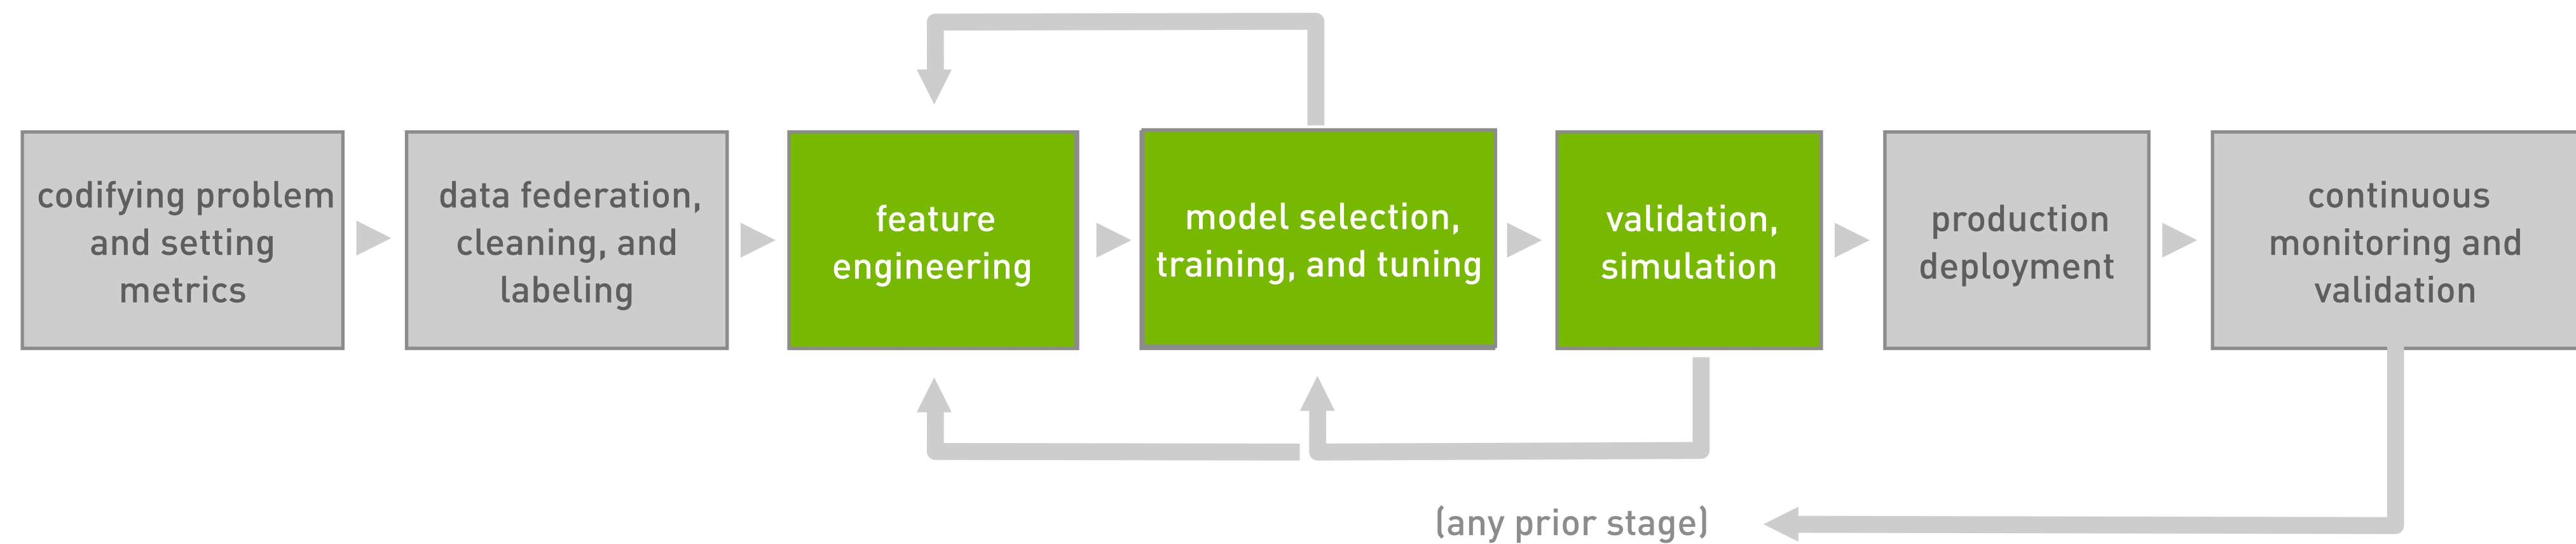 codifying problem
and setting
metrics
data federation,
cleaning, and
labeling
feature
engineering
model selection,
training, and tuning
validation,
simulation
production
deployment
continuous
monitoring and
validation
(any prior stage)